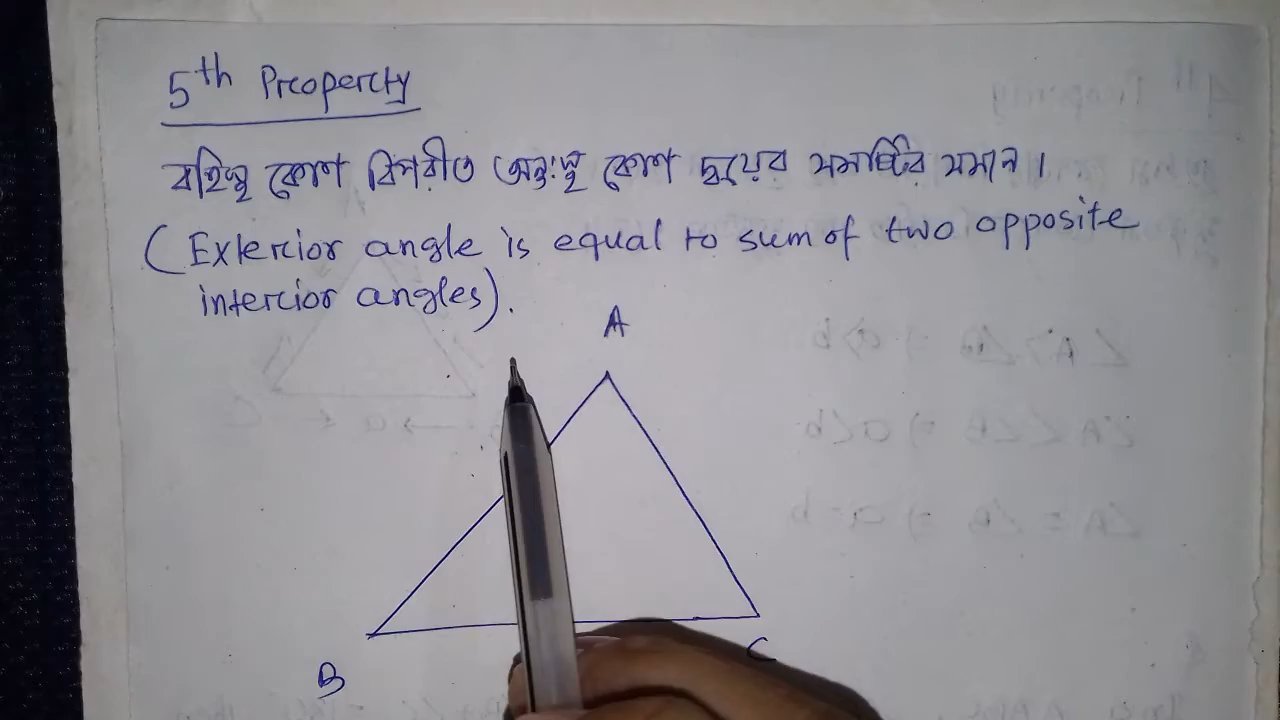 5th Property
বহিস্থ কোণ বিপরীত অন্তঃস্থ কোণ দ্বয়ের সমষ্টির সমান।
(Exterior angle is equal to sum of two opposite
interior angles).
A
B
C